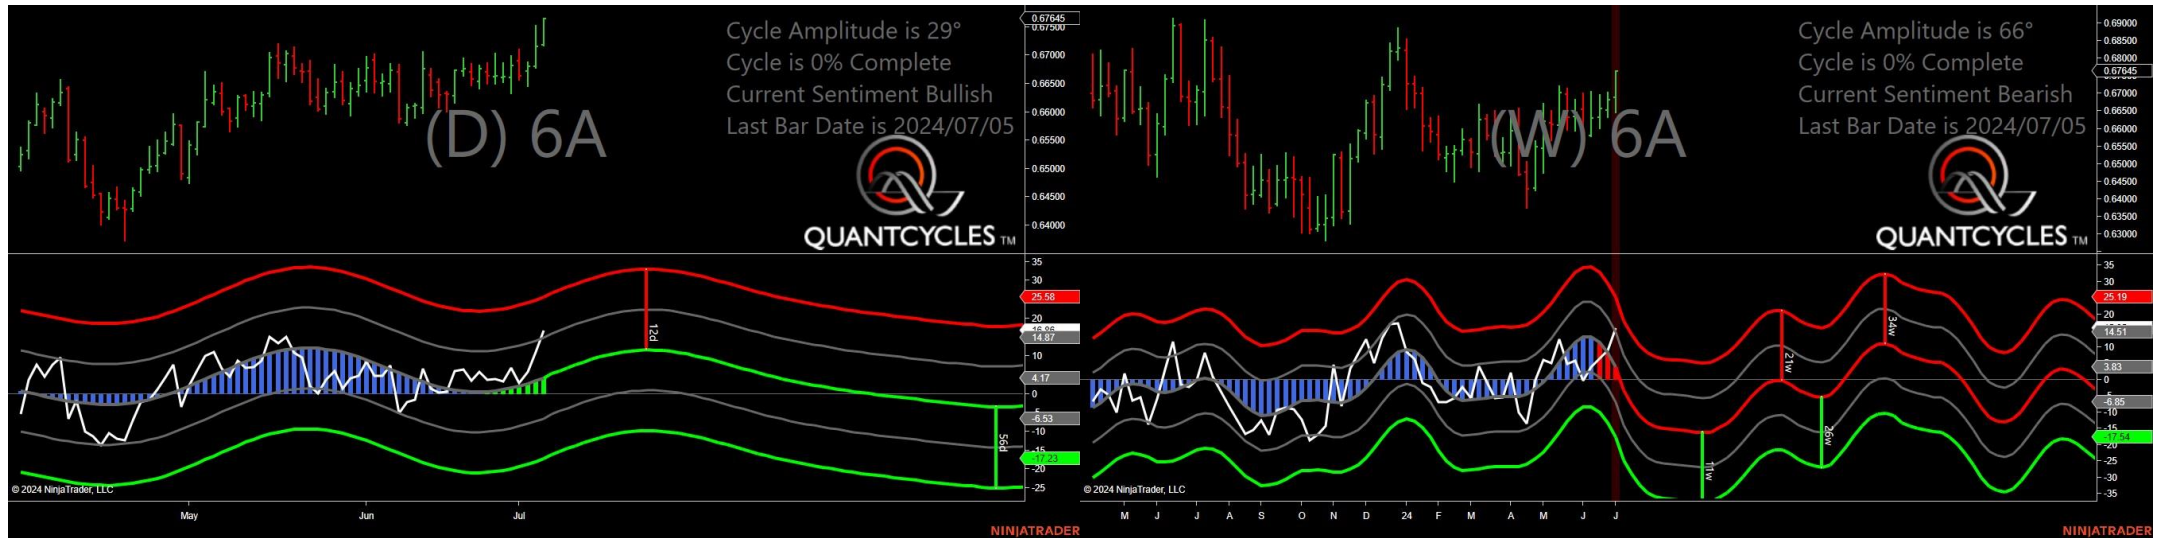 Cycle Amplitude is 29°
Cycle is 0% Complete
Current Sentiment Bullish
Last Bar Date is 2024/07/05
(D) 6A
QUANTCYCLES TM
0.67645
0.67500
0.67000
0.66500
0.66000
0.65500
0.65000
0.64500
0.64000
35
30
25.58
20
14.87
10
4.17
0
-6.53
-10
-15
-17.23
-20
-25
12d
56d
© 2024 NinjaTrader, LLC
May
Jun
Jul
NINJATRADER
Cycle Amplitude is 66°
Cycle is 0% Complete
Current Sentiment Bearish
Last Bar Date is 2024/07/05
(W) 6A
QUANTCYCLES TM
0.69000
0.68500
0.68000
0.67645
0.67000
0.66500
0.66000
0.65500
0.65000
0.64500
0.64000
0.63500
0.63000
35
30
25.19
20
14.51
10
3.83
0
-6.85
-10
-15
-17.54
-20
-25
-30
-35
11w
21w
26w
34w
© 2024 NinjaTrader, LLC
M
J
J
A
S
O
N
D
24
F
M
A
M
J
J
NINJATRADER